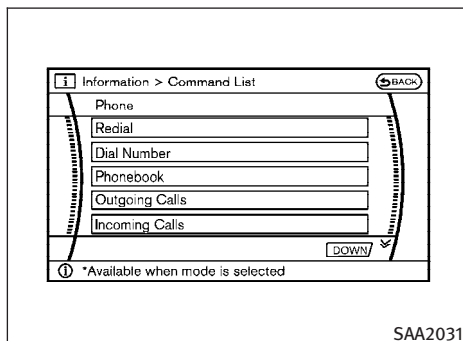 i Information > Command List BACK
Phone
Redial
Dial Number
Phonebook
Outgoing Calls
Incoming Calls
DOWN
i *Available when mode is selected
SAA2031